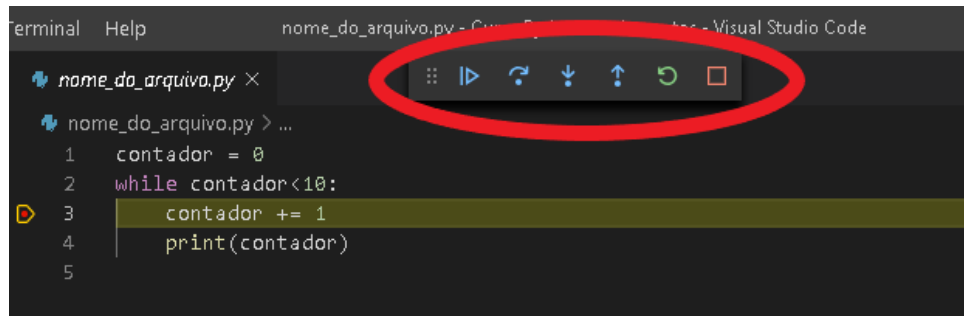 Terminal Help nome_do_arquivo.py - Visual Studio Code
nome_do_arquivo.py
nome_do_arquivo.py > ...
1 contador = 0
2 while contador<10:
3 contador += 1
4 print(contador)
5